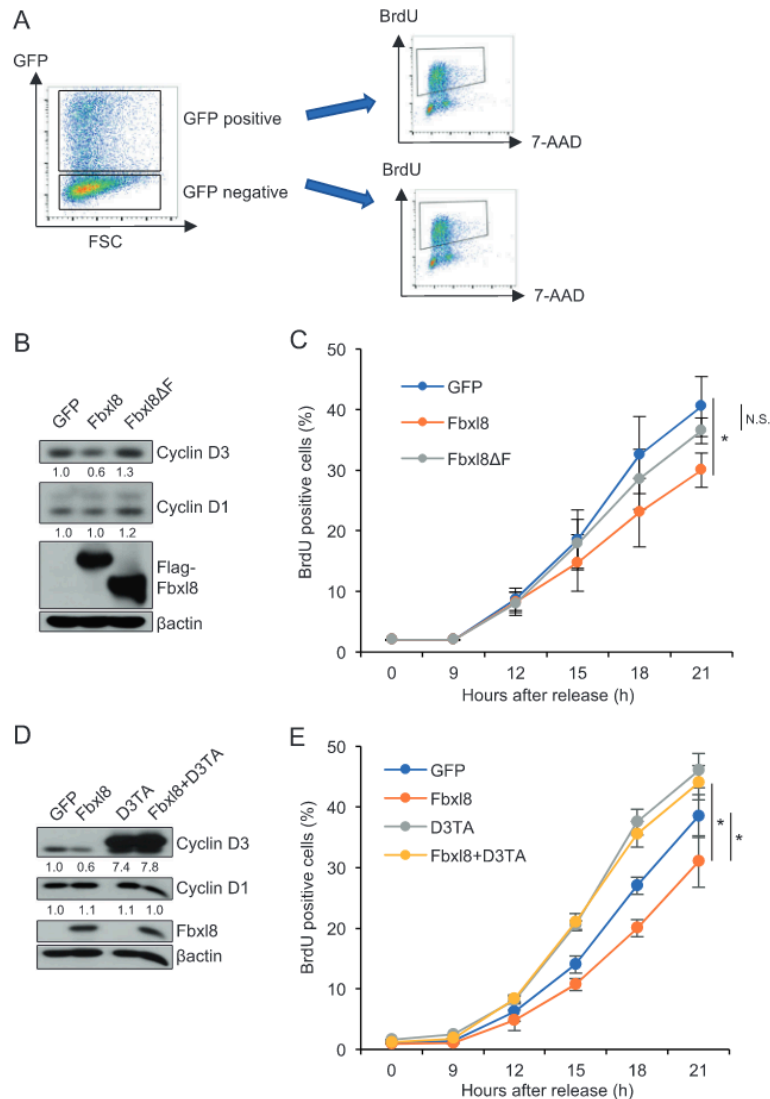 A
GFP
GFP positive
GFP negative
FSC
BrdU
7-AAD
BrdU
7-AAD
B
GFP
Fbxl8
Fbxl8ΔF
Cyclin D3
1.0 0.6 1.3
Cyclin D1
1.0 1.0 1.2
Flag-
Fbxl8
βactin
C
GFP
Fbxl8
Fbxl8ΔF
BrdU positive cells (%)
50
40
30
20
10
0
0 9 12 15 18 21
Hours after release (h)
*
N.S.
D
GFP
Fbxl8
D3TA
Fbxl8+D3TA
Cyclin D3
1.0 0.6 7.4 7.8
Cyclin D1
1.0 1.1 1.1 1.0
Fbxl8
βactin
E
GFP
Fbxl8
D3TA
Fbxl8+D3TA
BrdU positive cells (%)
50
40
30
20
10
0
0 9 12 15 18 21
Hours after release (h)
*
*